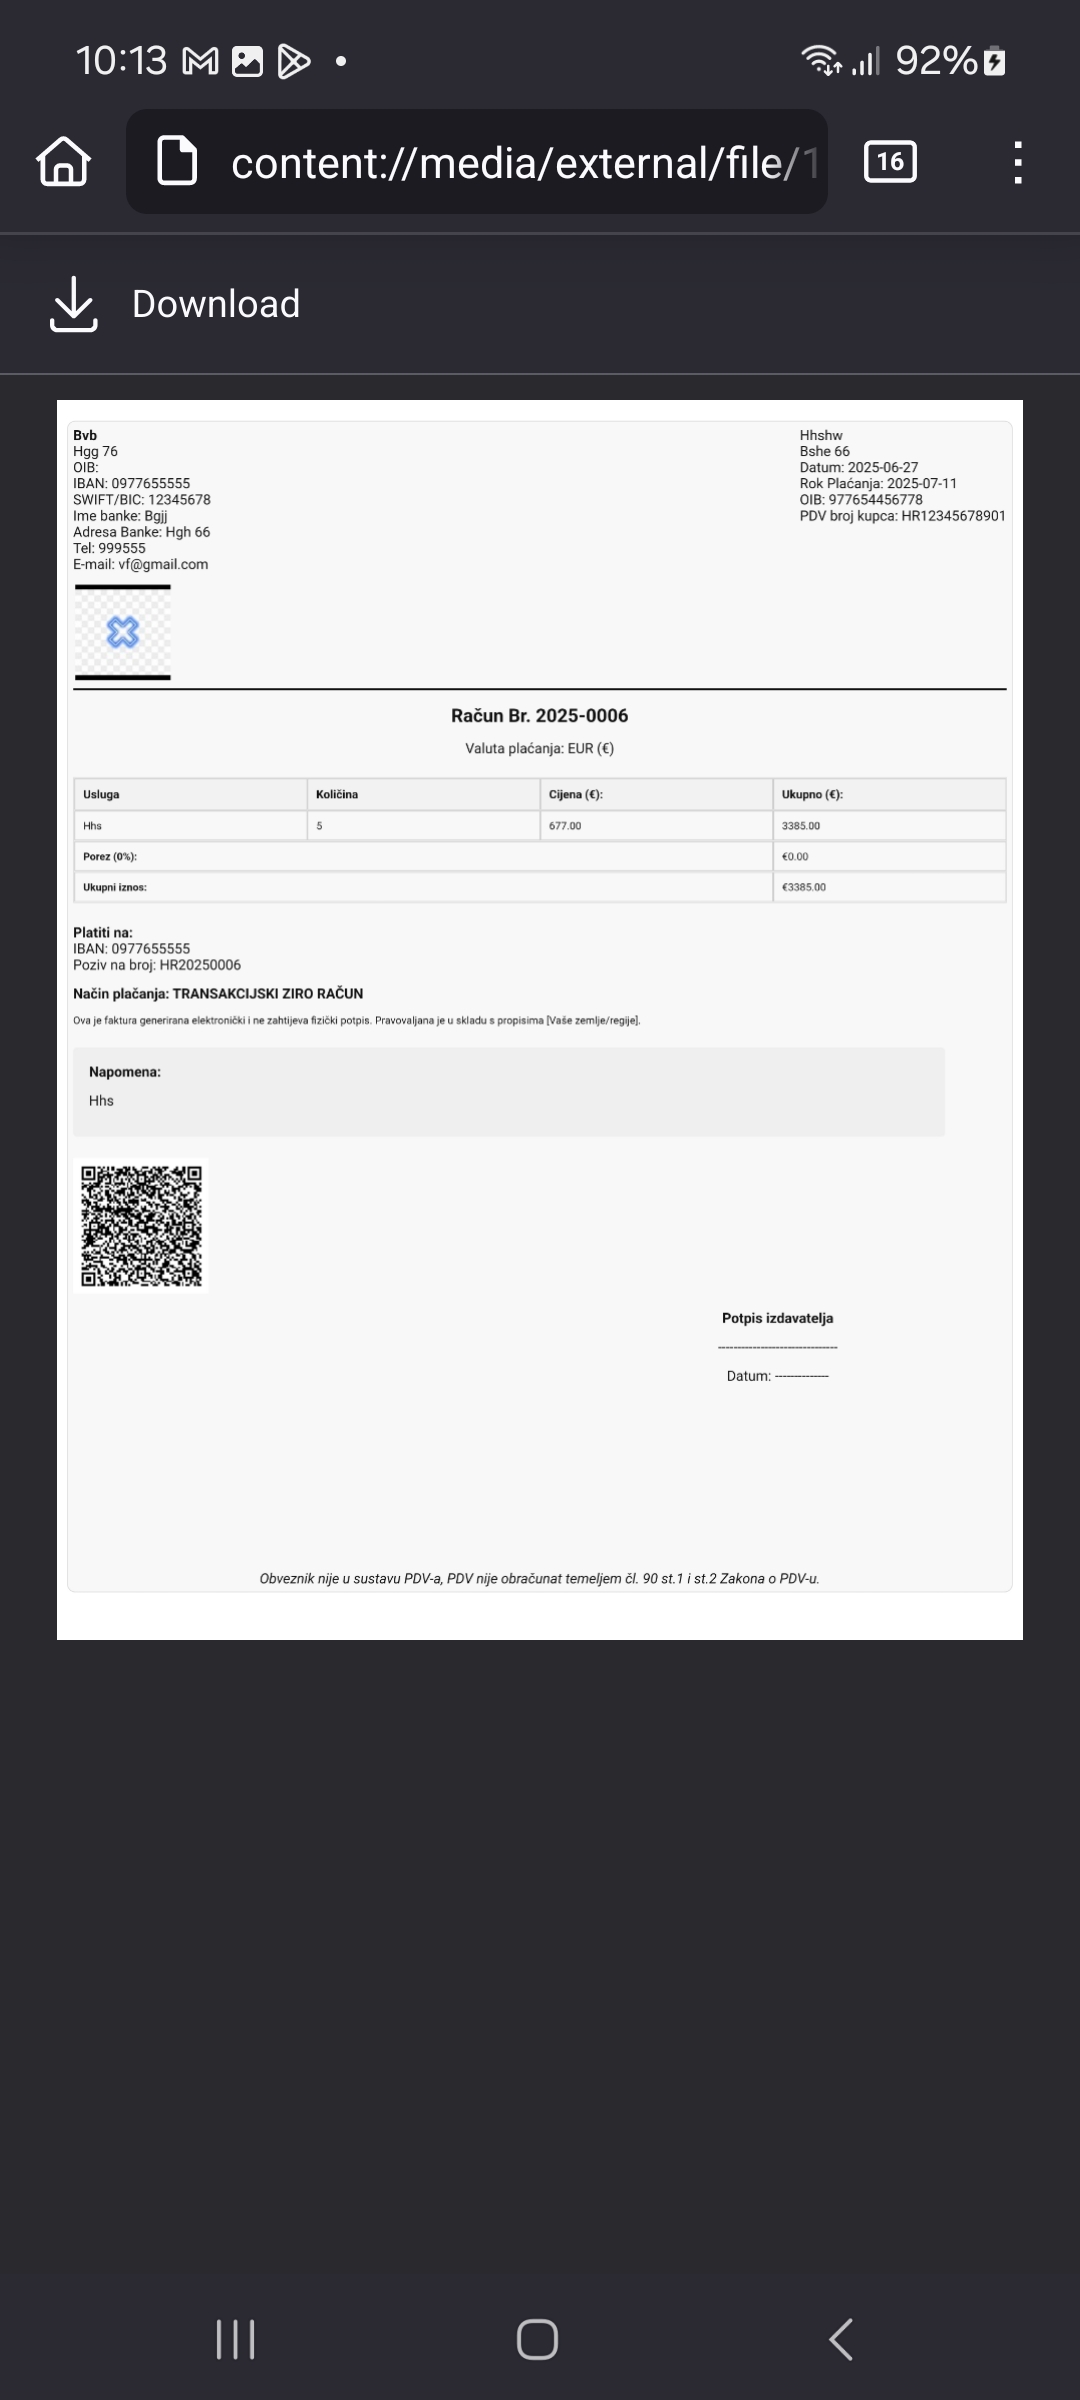 10:13
92%
content://media/external/file/1
16
Download
Bvb
Hgg 76
OIB:
IBAN: 0977655555
SWIFT/BIC: 12345678
Ime banke: Bgjj
Adresa Banke: Hgh 66
Tel: 999555
E-mail: vf@gmail.com
Hhshw
Bshe 66
Datum: 2025-06-27
Rok Plaćanja: 2025-07-11
OIB: 977654456778
PDV broj kupca: HR12345678901
Račun Br. 2025-0006
Valuta plaćanja: EUR (€)
Usluga Količina Cijena (€): Ukupno (€):
Hhs 5 677.00 3385.00
Porez (0%): €0.00
Ukupni iznos: €3385.00
Platiti na:
IBAN: 0977655555
Poziv na broj: HR20250006
Način plačanja: TRANSAKCIJSKI ZIRO RAČUN
Ova je faktura generirana elektronički i ne zahtijeva fizički potpis. Pravovaljana je u skladu s propisima [Vaše zemlje/regije].
Napomena:
Hhs
Potpis izdavatelja
------------------------------
Datum: --------------
Obveznik nije u sustavu PDV-a, PDV nije obračunat temeljem čl. 90 st.1 i st.2 Zakona o PDV-u.